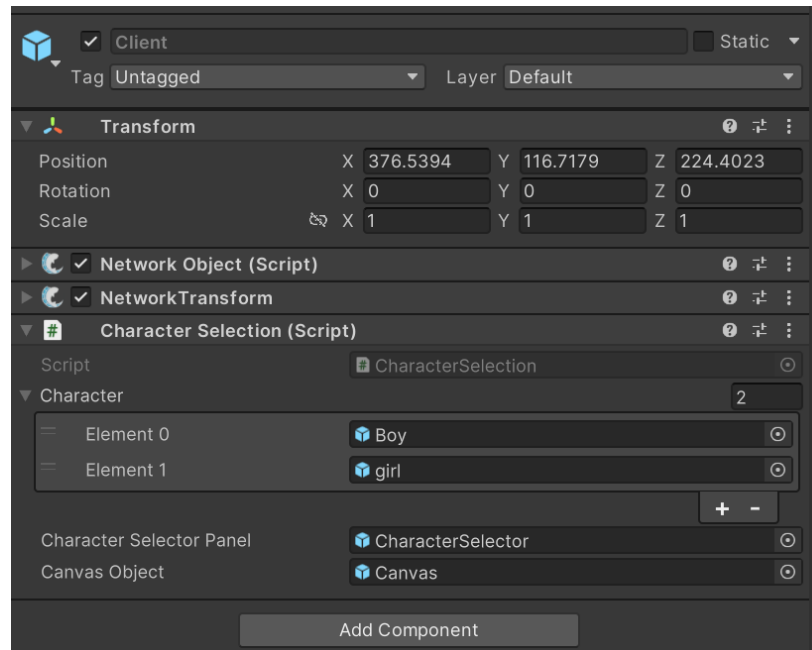 Client Static
Tag Untagged Layer Default
Transform
Position X 376.5394 Y 116.7179 Z 224.4023
Rotation X 0 Y 0 Z 0
Scale X 1 Y 1 Z 1
Network Object (Script)
NetworkTransform
# Character Selection (Script)
Script # CharacterSelection
Character 2
Element 0 Boy
Element 1 girl
+ -
Character Selector Panel CharacterSelector
Canvas Object Canvas
Add Component